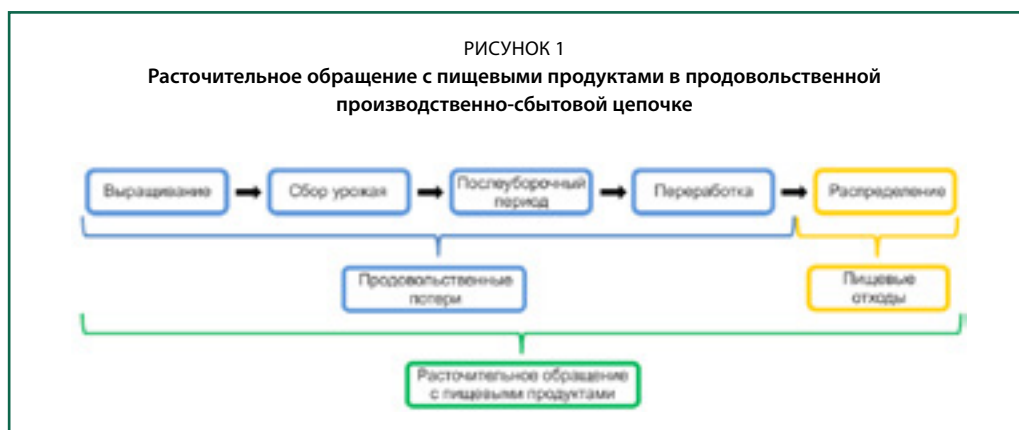 РИСУНОК 1
Расточительное обращение с пищевыми продуктами в продовольственной
производственно-сбытовой цепочке
Выращивание
Сбор урожая
Послеуборочный
период
Переработка
Распределение
Продовольственные
потери
Пищевые
отходы
Расточительное обращение
с пищевыми продуктами